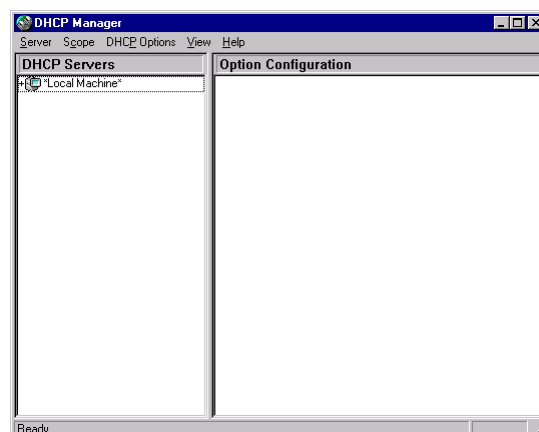 DHCP Manager
Server Scope DHCP Options View Help
DHCP Servers
Option Configuration
*Local Machine*
Ready